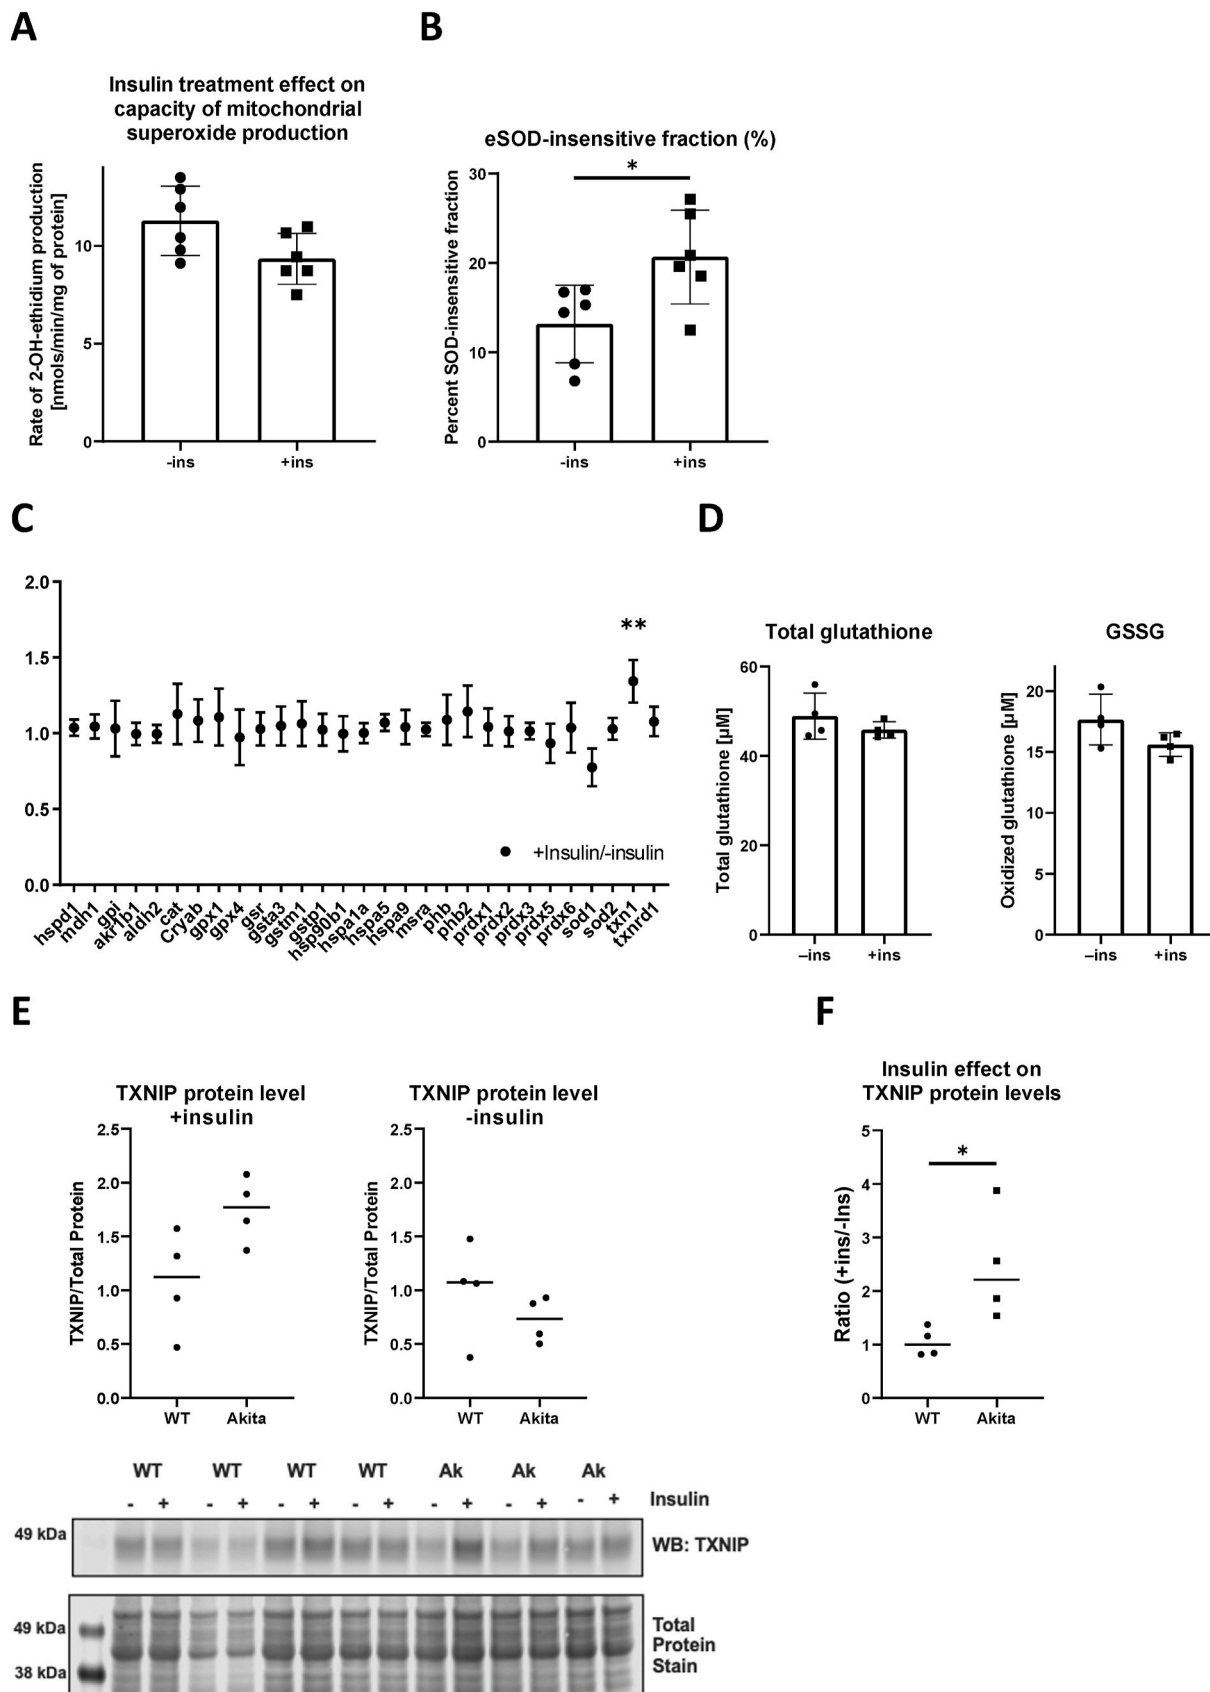 A
B
Insulin treatment effect on
capacity of mitochondrial
superoxide production
Rate of 2-OH-ethidium production
[nmols/min/mg of protein]
10
5
0
-ins
+ins
eSOD-insensitive fraction (%)
*
Percent SOD-insensitive fraction
30
20
10
0
-ins
+ins
C
D
2.0
1.5
1.0
0.5
0.0
**
+Insulin/-insulin
hspd1
mdh1
gpi
akr1b1
aldh2
cat
Cryab
gpx1
gpx4
gsr
gsta3
gstm1
gstp1
hsp90b1
hspa1a
hspa5
hspa9
msra
phb
phb2
prdx1
prdx2
prdx3
prdx5
prdx6
sod1
sod2
txn1
txnrd1
Total glutathione
Total glutathione [µM]
60
40
20
0
–ins
+ins
GSSG
Oxidized glutathione [µM]
20
15
10
5
0
–ins
+ins
E
F
TXNIP protein level
+insulin
TXNIP/Total Protein
2.5
2.0
1.5
1.0
0.5
0.0
WT
Akita
TXNIP protein level
-insulin
TXNIP/Total Protein
2.5
2.0
1.5
1.0
0.5
0.0
WT
Akita
Insulin effect on
TXNIP protein levels
*
Ratio (+ins/-Ins)
5
4
3
2
1
0
WT
Akita
WT WT WT WT Ak Ak Ak
- + - + - + - + - + - + - + Insulin
49 kDa
WB: TXNIP
49 kDa
38 kDa
Total
Protein
Stain